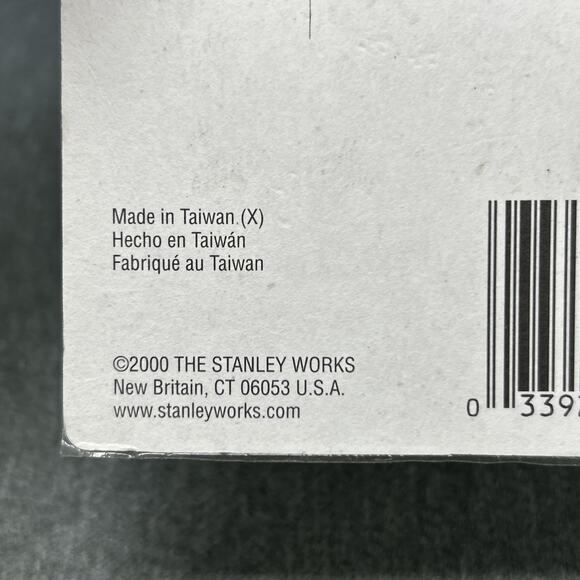 Made in Taiwan (X)
Hecho en Taiwán
Fabriqué au Taiwan
©2000 THE STANLEY WORKS
New Britain, CT 06053 U.S.A.
www.stanleyworks.com
0 3392